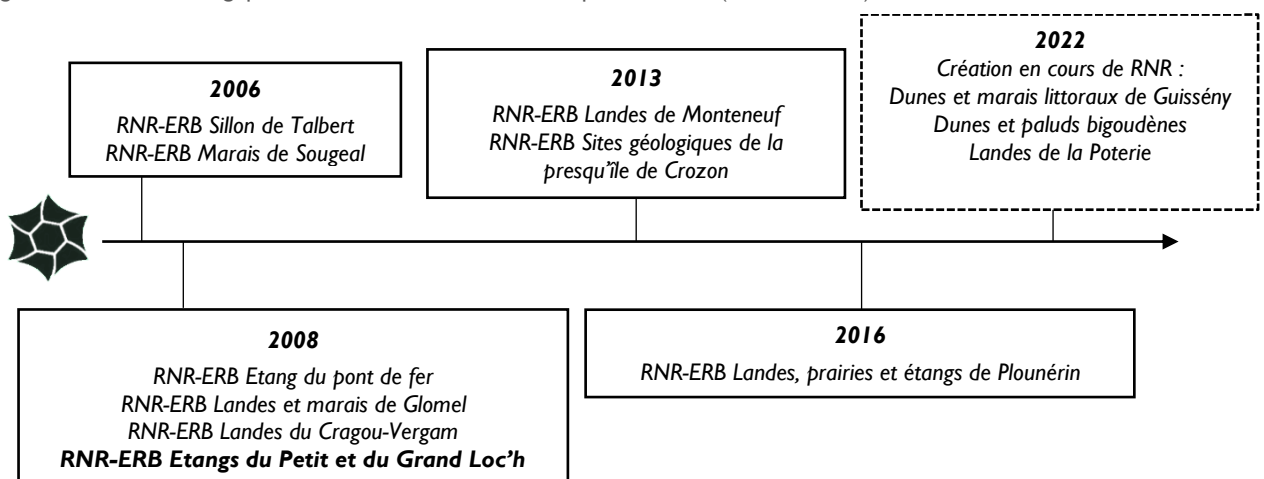 2006
RNR-ERB Sillon de Talbert
RNR-ERB Marais de Sougeal
2013
RNR-ERB Landes de Monteneuf
RNR-ERB Sites géologiques de la
presqu'île de Crozon
2022
Création en cours de RNR :
Dunes et marais littoraux de Guissény
Dunes et paluds bigoudènes
Landes de la Poterie
2008
RNR-ERB Etang du pont de fer
RNR-ERB Landes et marais de Glomel
RNR-ERB Landes du Cragou-Vergam
RNR-ERB Etangs du Petit et du Grand Loc'h
2016
RNR-ERB Landes, prairies et étangs de Plounérin